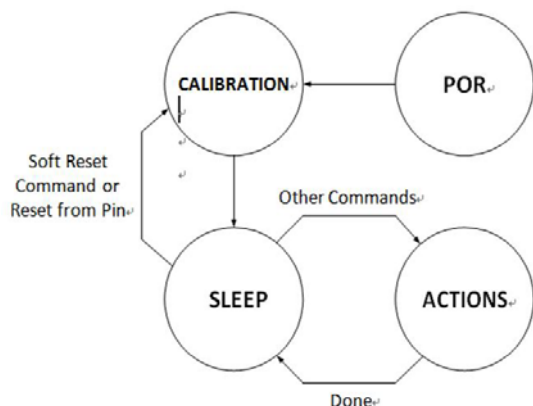 CALIBRATION
POR
Soft Reset
Command or
Reset from Pin
Other Commands
SLEEP
ACTIONS
Done